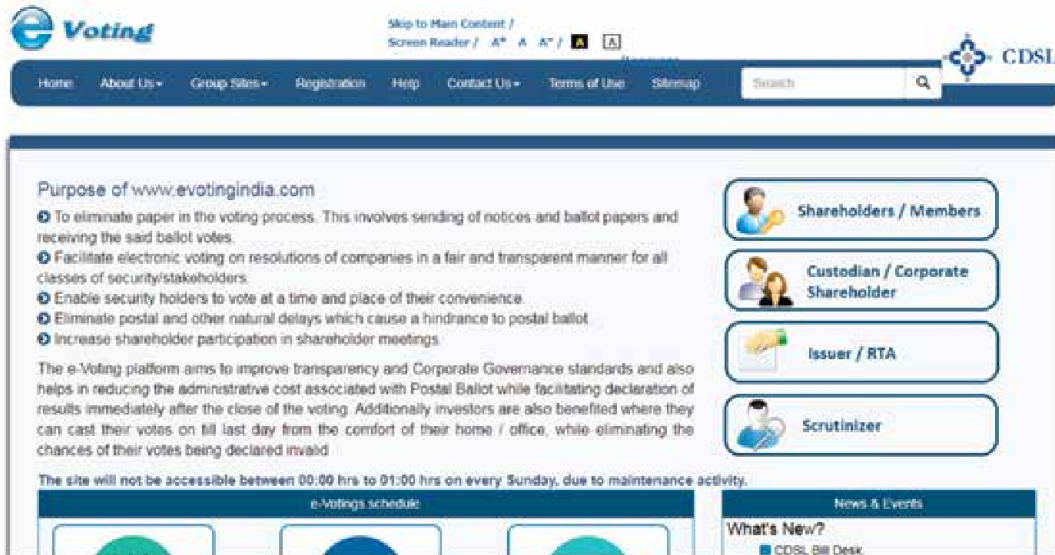 e Voting
Skip to Main Content /
Screen Reader / A+ A A- / A A
CDSL
Home About Us Group Sites Registration Help Contact Us Terms of Use Sitemap Search
Purpose of www.evotingindia.com
To eliminate paper in the voting process. This involves sending of notices and ballot papers and
receiving the said ballot votes.
Facilitate electronic voting on resolutions of companies in a fair and transparent manner for all
classes of security/stakeholders.
Enable security holders to vote at a time and place of their convenience.
Eliminate postal and other natural delays which cause a hindrance to postal ballot.
Increase shareholder participation in shareholder meetings.
The e-Voting platform aims to improve transparency and Corporate Governance standards and also
helps in reducing the administrative cost associated with Postal Ballot while facilitating declaration of
results immediately after the close of the voting. Additionally investors are also benefited where they
can cast their votes on till last day from the comfort of their home / office, while eliminating the
chances of their votes being declared invalid
Shareholders / Members
Custodian / Corporate
Shareholder
Issuer / RTA
Scrutinizer
The site will not be accessible between 00:00 hrs to 01:00 hrs on every Sunday, due to maintenance activity.
e-Votings schedule
News & Events
What's New?
CDSL Bill Desk